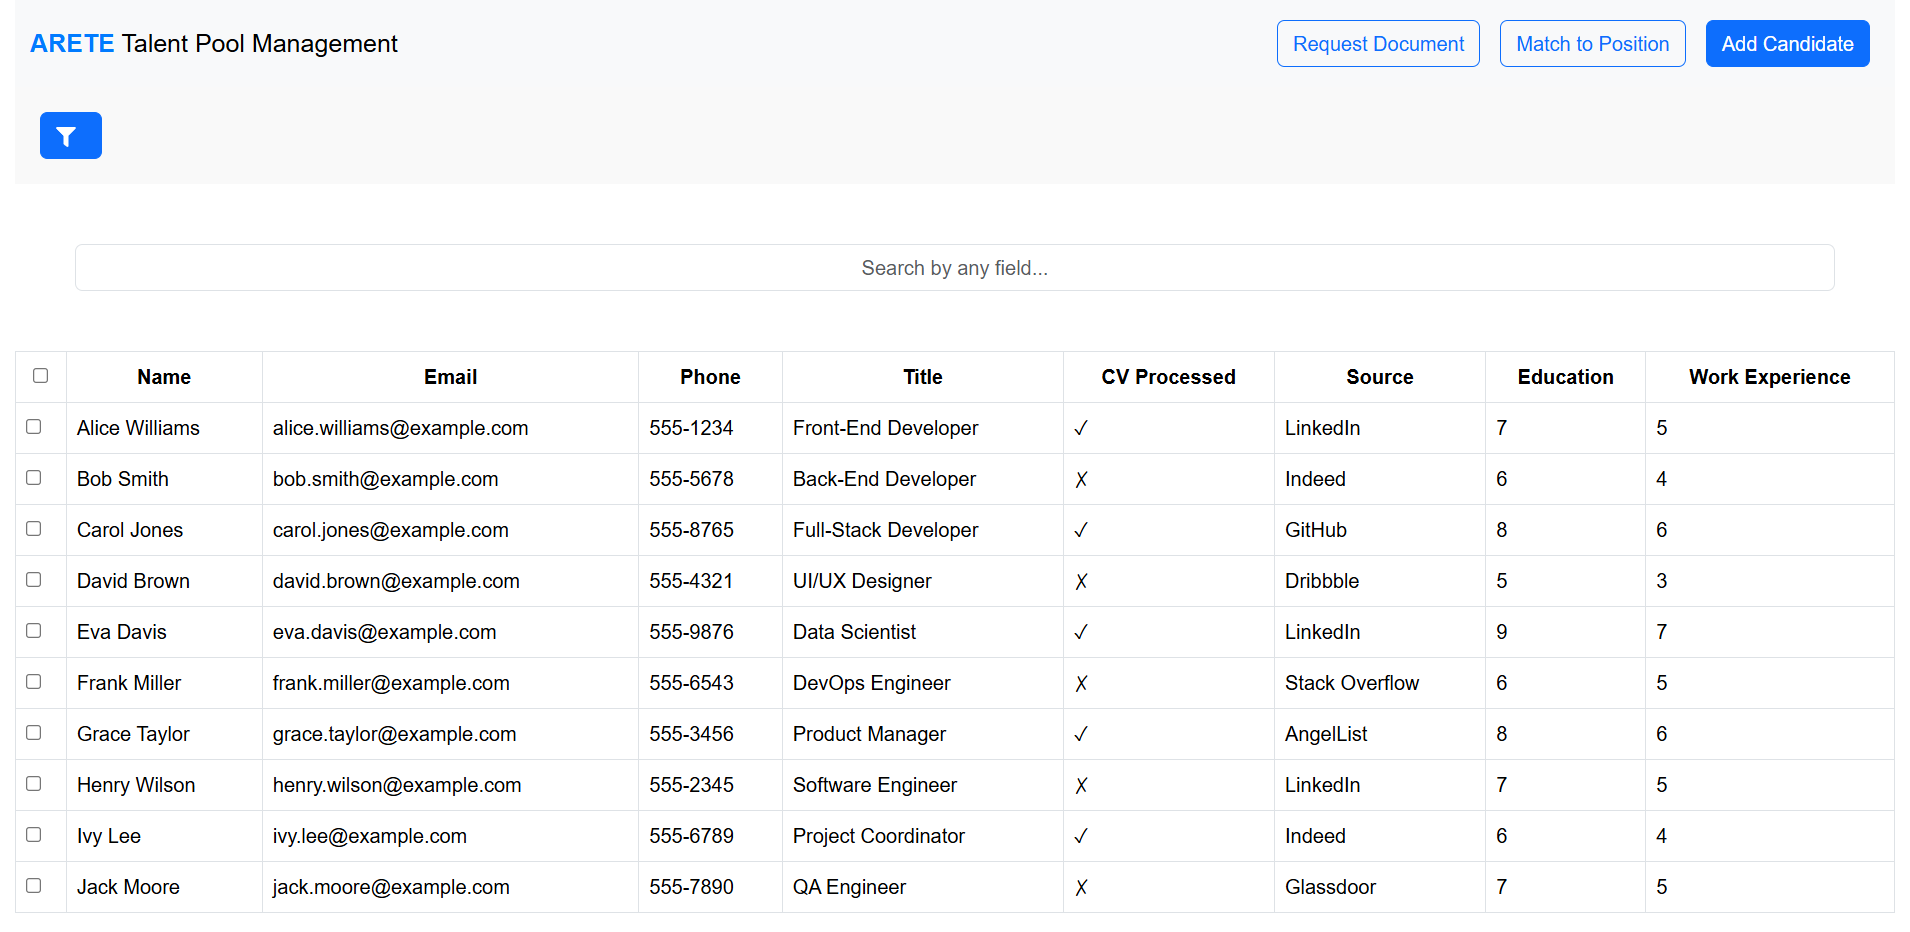 ARETE Talent Pool Management
Request Document
Match to Position
Add Candidate
Search by any field...
Name Email Phone Title CV Processed Source Education Work Experience
Alice Williams alice.williams@example.com 555-1234 Front-End Developer ✓ LinkedIn 7 5
Bob Smith bob.smith@example.com 555-5678 Back-End Developer ✗ Indeed 6 4
Carol Jones carol.jones@example.com 555-8765 Full-Stack Developer ✓ GitHub 8 6
David Brown david.brown@example.com 555-4321 UI/UX Designer ✗ Dribbble 5 3
Eva Davis eva.davis@example.com 555-9876 Data Scientist ✓ LinkedIn 9 7
Frank Miller frank.miller@example.com 555-6543 DevOps Engineer ✗ Stack Overflow 6 5
Grace Taylor grace.taylor@example.com 555-3456 Product Manager ✓ AngelList 8 6
Henry Wilson henry.wilson@example.com 555-2345 Software Engineer ✗ LinkedIn 7 5
Ivy Lee ivy.lee@example.com 555-6789 Project Coordinator ✓ Indeed 6 4
Jack Moore jack.moore@example.com 555-7890 QA Engineer ✗ Glassdoor 7 5